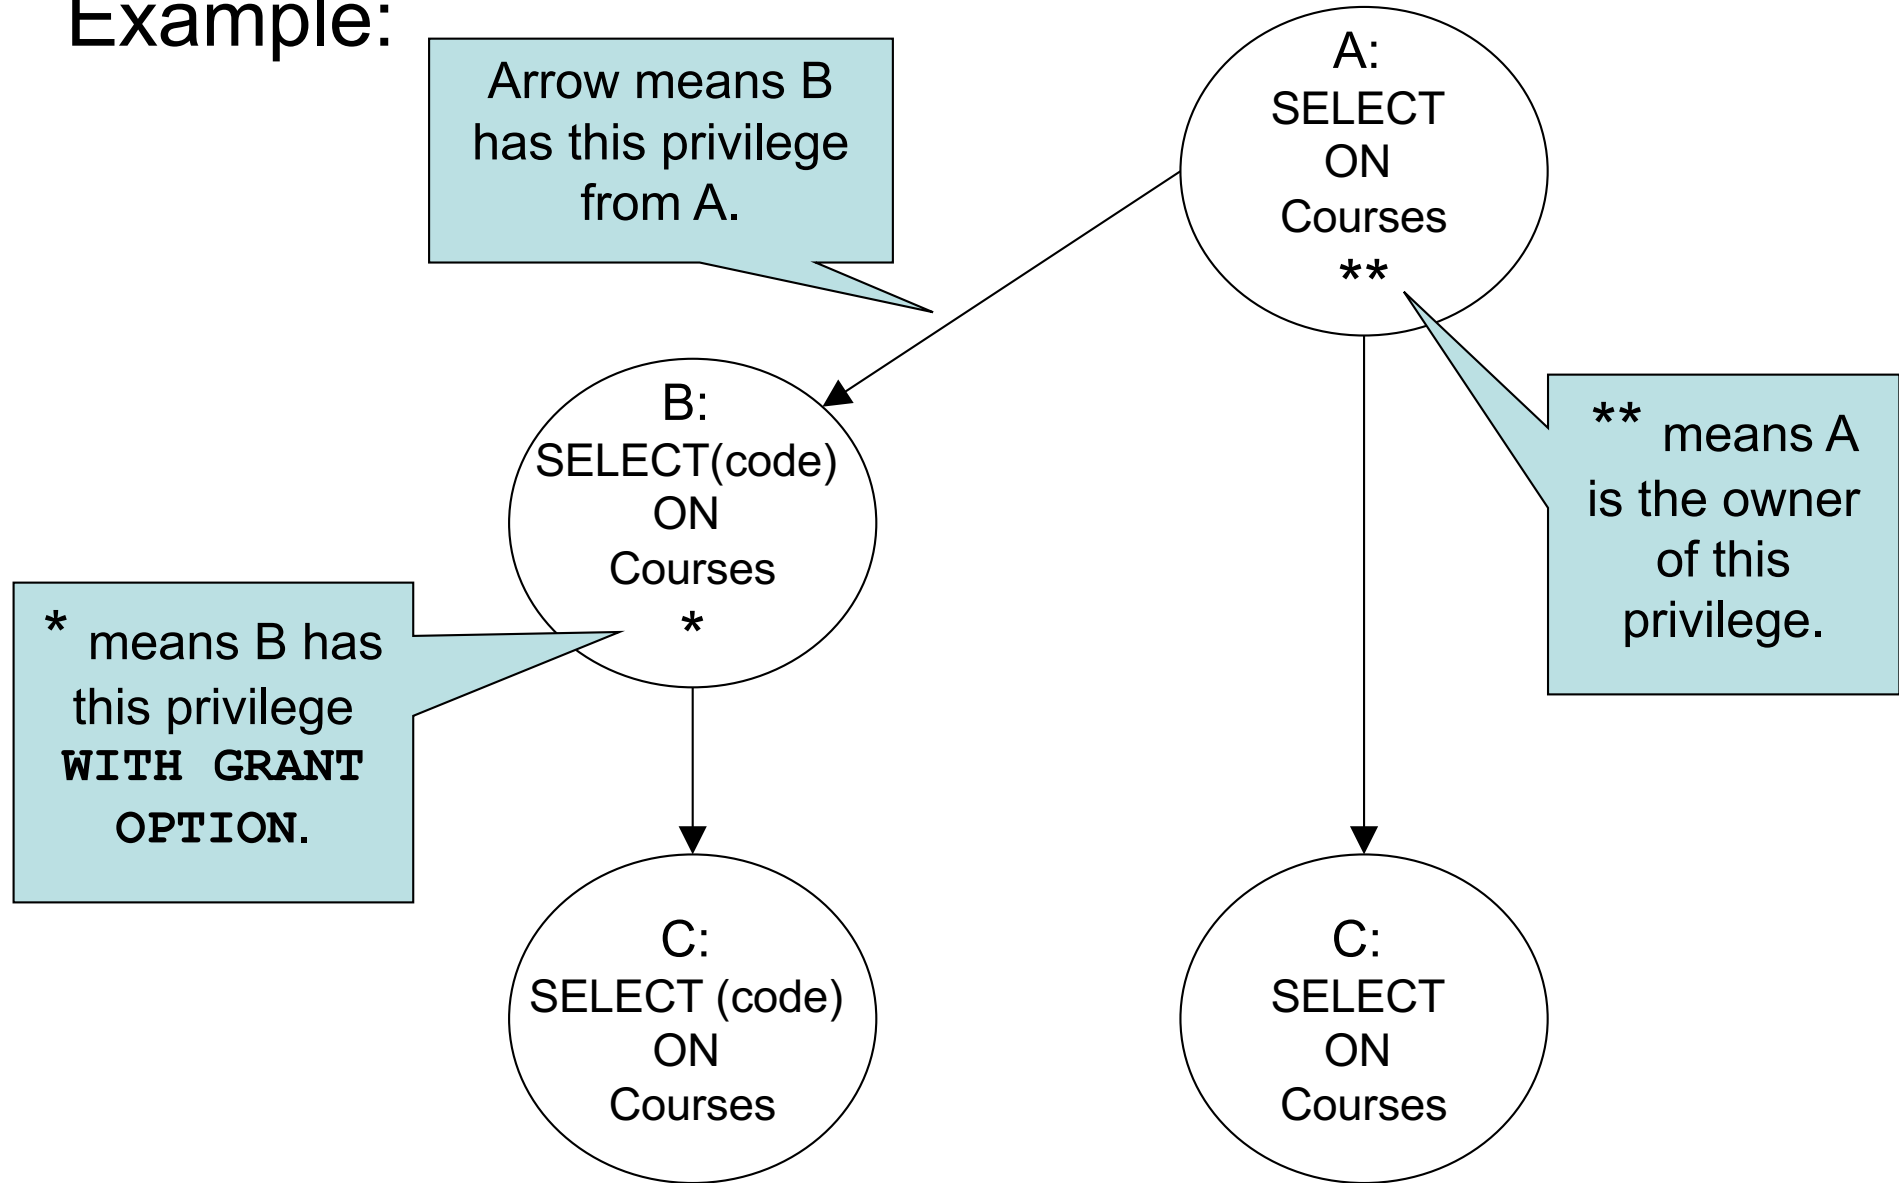 Example:
Arrow means B
has this privilege
from A.
A:
SELECT
ON
Courses
**
B:
SELECT(code)
ON
Courses
*
** means A
is the owner
of this
privilege.
* means B has
this privilege
WITH GRANT
OPTION.
C:
SELECT (code)
ON
Courses
C:
SELECT
ON
Courses